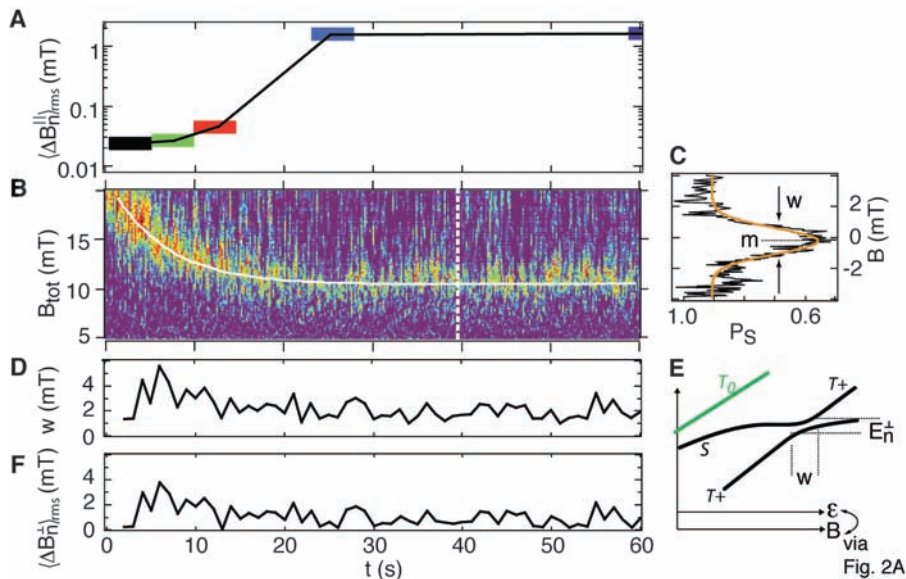 A
⟨ΔB_n^||⟩_rms (mT)
1
0.1
0.01
B
B_tot (mT)
15
10
5
C
w
m
2
0
-2
B (mT)
1.0
0.6
P_S
D
w (mT)
4
2
0
E
T_0
T+
S
E_n^⊥
w
T+
ε
B
via
Fig. 2A
F
⟨ΔB_n^⊥⟩_rms (mT)
4
2
0
0
10
20
30
40
50
60
t (s)